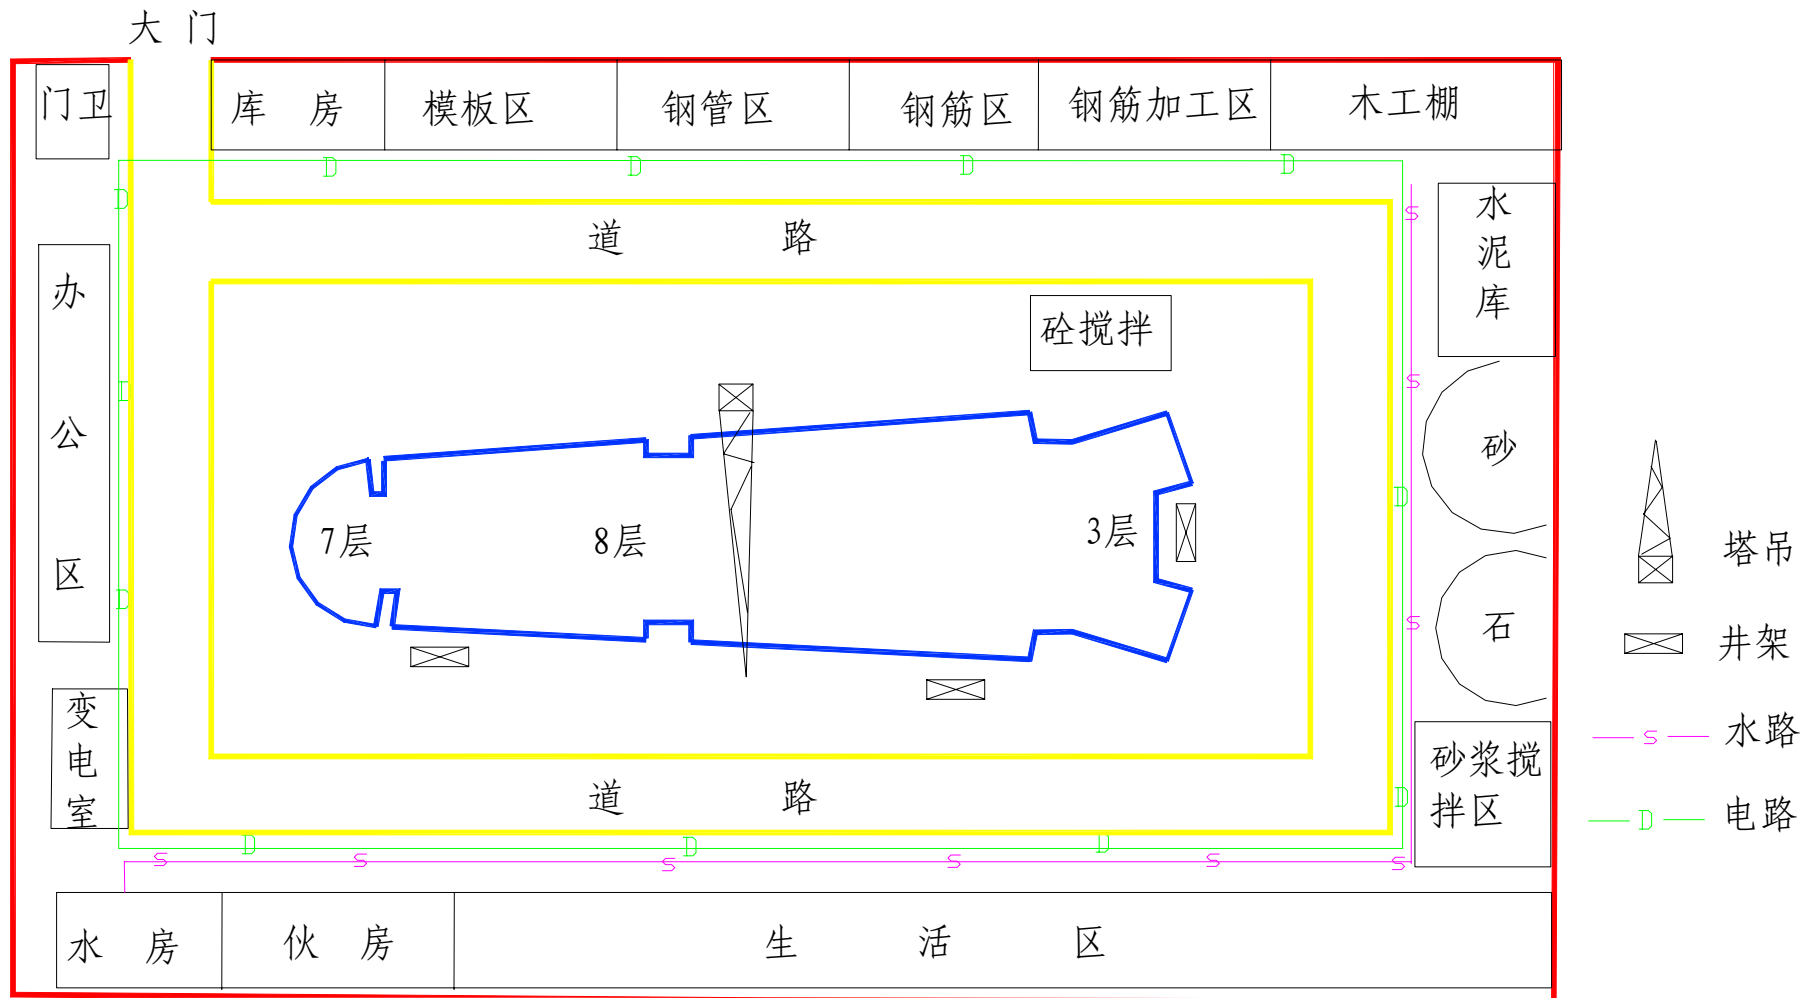 大 门
门卫
库 房
模板区
钢管区
钢筋区
钢筋加工区
木工棚
D
D
D
D
D
S
水泥库
道 路
办公区
砼搅拌
D
S
砂
D
7层
8层
3层
塔吊
D
S
石
井架
变电室
水路
S
砂浆搅
拌区
道 路
D
电路
D
D
D
D
S
S
S
S
S
S
水 房
伙 房
生 活 区